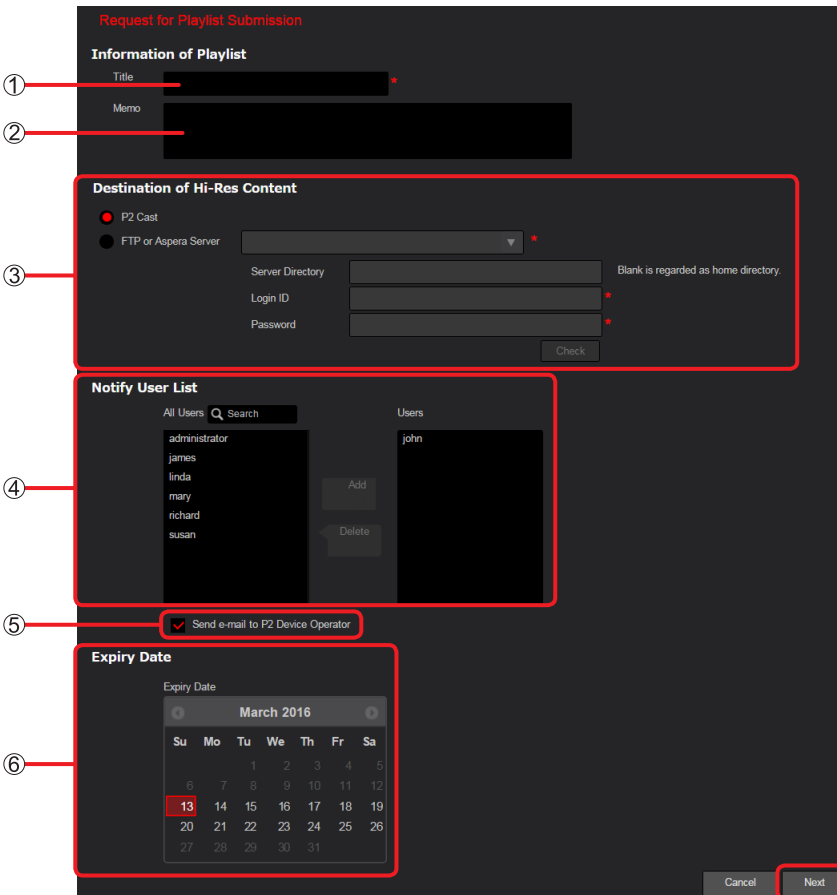 Request for Playlist Submission
Information of Playlist
① Title *
② Memo
③ Destination of Hi-Res Content
P2 Cast
FTP or Aspera Server *
Server Directory Blank is regarded as home directory.
Login ID *
Password *
Check
④ Notify User List
All Users Search Users
administrator john
james
linda
Add
mary
richard
Delete
susan
⑤ Send e-mail to P2 Device Operator
Expiry Date
Expiry Date
March 2016
Su Mo Tu We Th Fr Sa
1 2 3 4 5
⑥ 6 7 8 9 10 11 12
13 14 15 16 17 18 19
20 21 22 23 24 25 26
27 28 29 30 31
Cancel Next